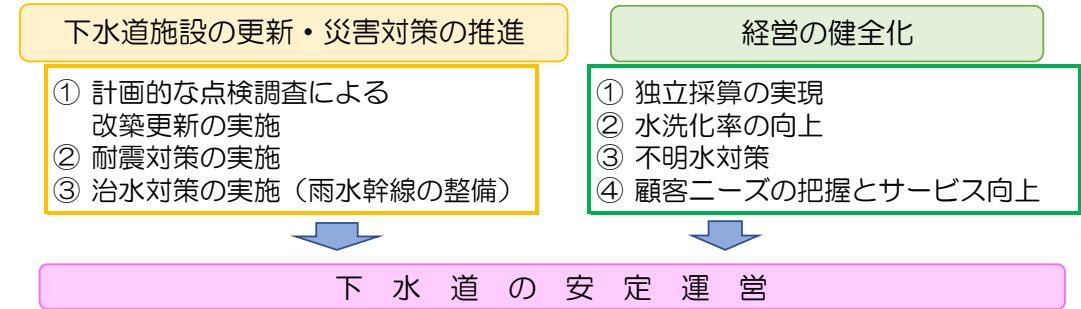 下水道施設の更新・災害対策の推進
① 計画的な点検調査による
改築更新の実施
② 耐震対策の実施
③ 治水対策の実施（雨水幹線の整備）
経営の健全化
① 独立採算の実現
② 水洗化率の向上
③ 不明水対策
④ 顧客ニーズの把握とサービス向上
下水道の安定運営